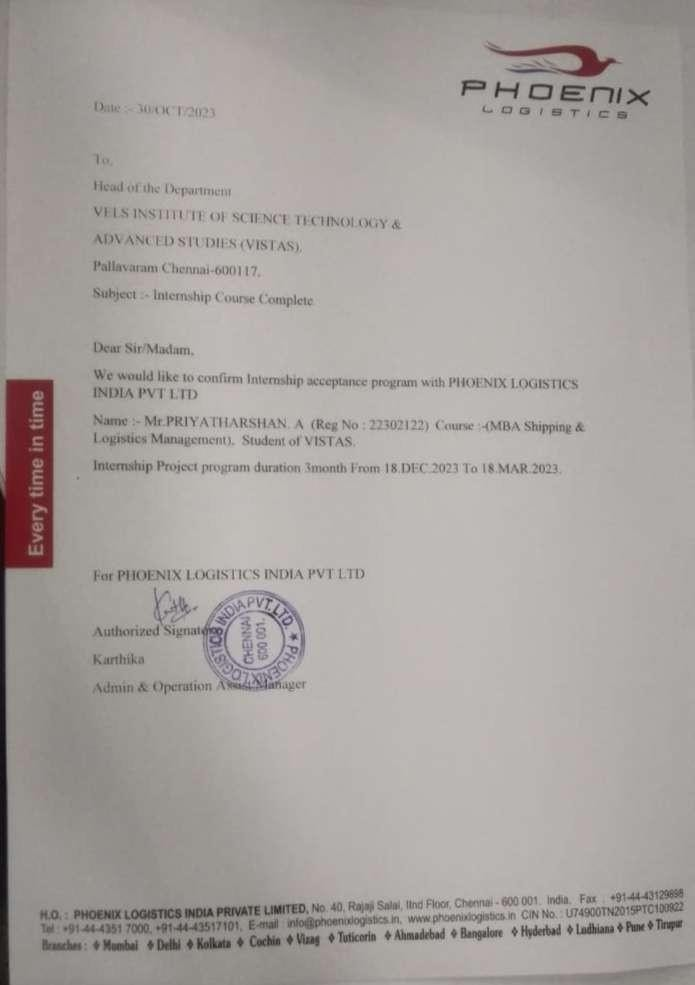 PHOENIX
LOGISTICS
Date :- 30/OCT/2023
To,
Head of the Department
VELS INSTITUTE OF SCIENCE TECHNOLOGY &
ADVANCED STUDIES (VISTAS),
Pallavaram Chennai-600117.
Subject :- Internship Course Complete
Dear Sir/Madam,
We would like to confirm Internship acceptance program with PHOENIX LOGISTICS
INDIA PVT LTD
Name :- Mr.PRIYATHARSHAN. A (Reg No : 22302122) Course :-(MBA Shipping &
Logistics Management), Student of VISTAS.
Internship Project program duration 3month From 18.DEC.2023 To 18.MAR.2023.
Every time in time
For PHOENIX LOGISTICS INDIA PVT LTD
Authorized Signatory
PHOENIX LOGISTICS INDIA PVT. LTD. ★
CHENNAI
600 001.
Karthika
Admin & Operation Asst. Manager
H.O. : PHOENIX LOGISTICS INDIA PRIVATE LIMITED, No. 40, Rajaji Salai, IInd Floor, Chennai - 600 001. India. Fax : +91-44-43129898
Tel : +91-44-4351 7000, +91-44-43517101, E-mail : info@phoenixlogistics.in, www.phoenixlogistics.in CIN No. : U74900TN2015PTC100922
Branches : ❖ Mumbai ❖ Delhi ❖ Kolkata ❖ Cochin ❖ Vizag ❖ Tuticorin ❖ Ahmadebad ❖ Bangalore ❖ Hyderbad ❖ Ludhiana ❖ Pune ❖ Tirupur